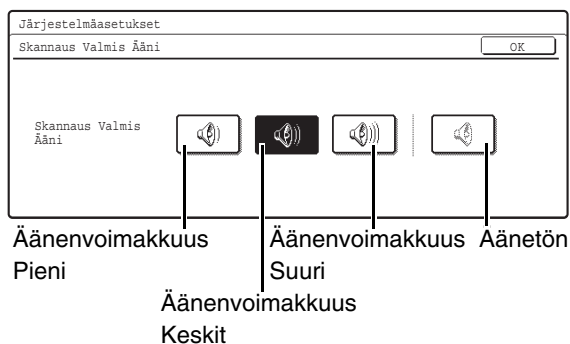 Järjestelmäasetukset
Skannaus Valmis Ääni
OK
Skannaus Valmis
Ääni
Äänenvoimakkuus
Pieni
Äänenvoimakkuus
Suuri
Äänetön
Äänenvoimakkuus
Keskit